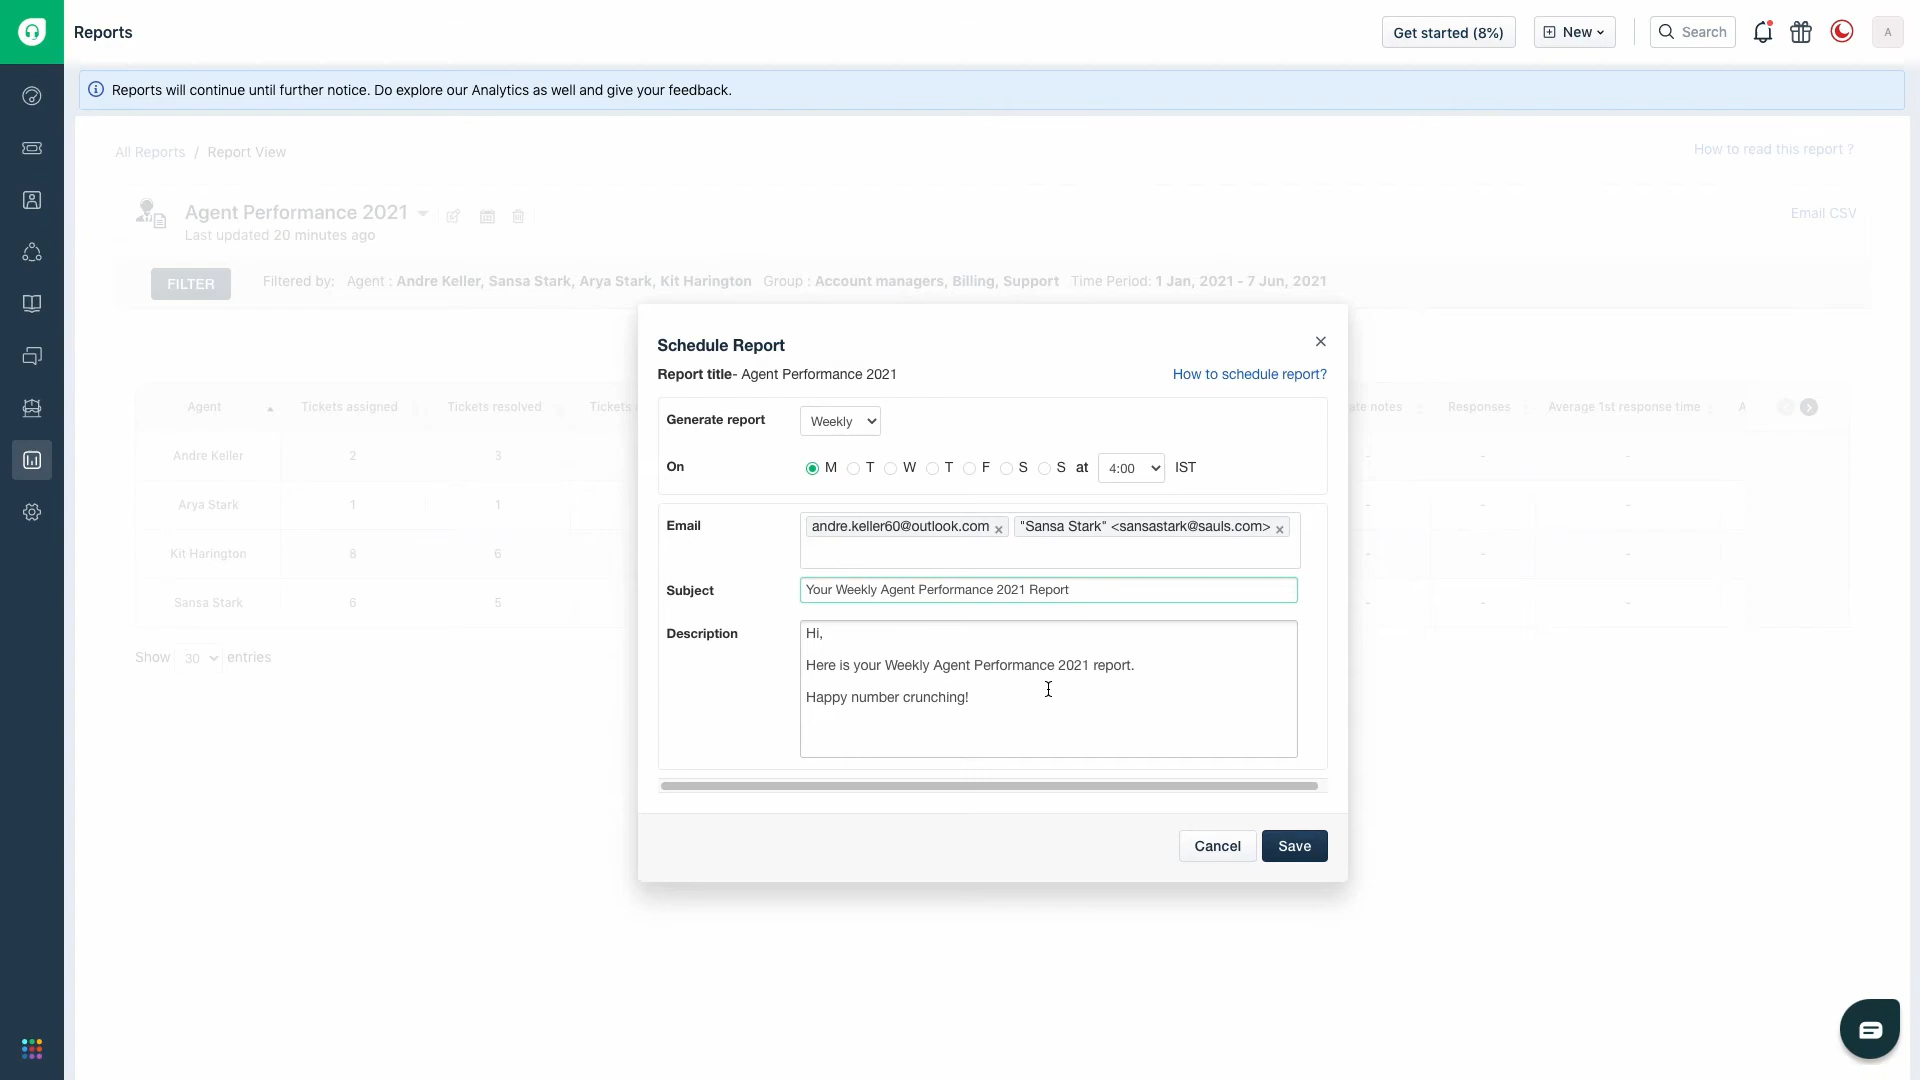 Reports
Get started (8%)
New
Search
A
Reports will continue until further notice. Do explore our Analytics as well and give your feedback.
All Reports / Report View
How to read this report ?
Agent Performance 2021
Last updated 20 minutes ago
Email CSV
FILTER
Filtered by: Agent : Andre Keller, Sansa Stark, Arya Stark, Kit Harington Group : Account managers, Billing, Support Time Period: 1 Jan, 2021 - 7 Jun, 2021
Schedule Report
Report title- Agent Performance 2021
How to schedule report?
Generate report Weekly
On M T W T F S S at 4:00 IST
Email andre.keller60@outlook.com × "Sansa Stark" <sansastark@sauls.com> ×
Subject Your Weekly Agent Performance 2021 Report
Description Hi,
Here is your Weekly Agent Performance 2021 report.
Happy number crunching!
Cancel Save
Agent Tickets assigned Tickets resolved Tickets notes Responses Average 1st response time A
Andre Keller 2 3 - - -
Arya Stark 1 1 - - -
Kit Harington 8 6 - - -
Sansa Stark 6 5 - - -
Show 30 entries